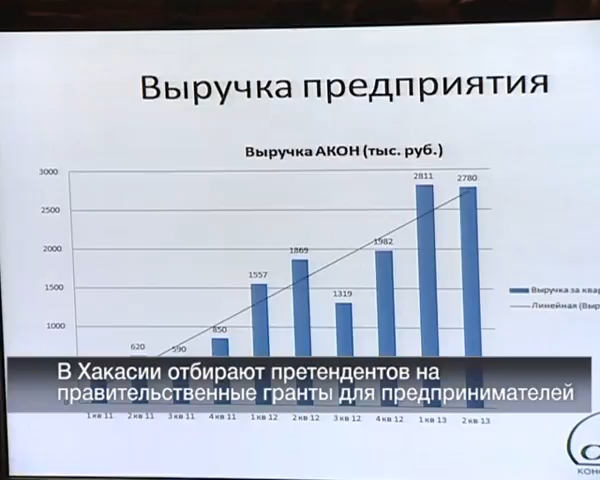 Выручка предприятия
Выручка АКОН (тыс. руб.)
3000
2500
2000
1500
1000
620
590
850
1557
1869
1319
1982
2811
2780
Выручка за квар
Линейная (Выр
В Хакасии отбирают претендентов на
правительственные гранты для предпринимателей
1 кв 11 2 кв 11 3 кв 11 4 кв 11 1 кв 12 2 кв 12 3 кв 12 4 кв 12 1 кв 13 2 кв 13